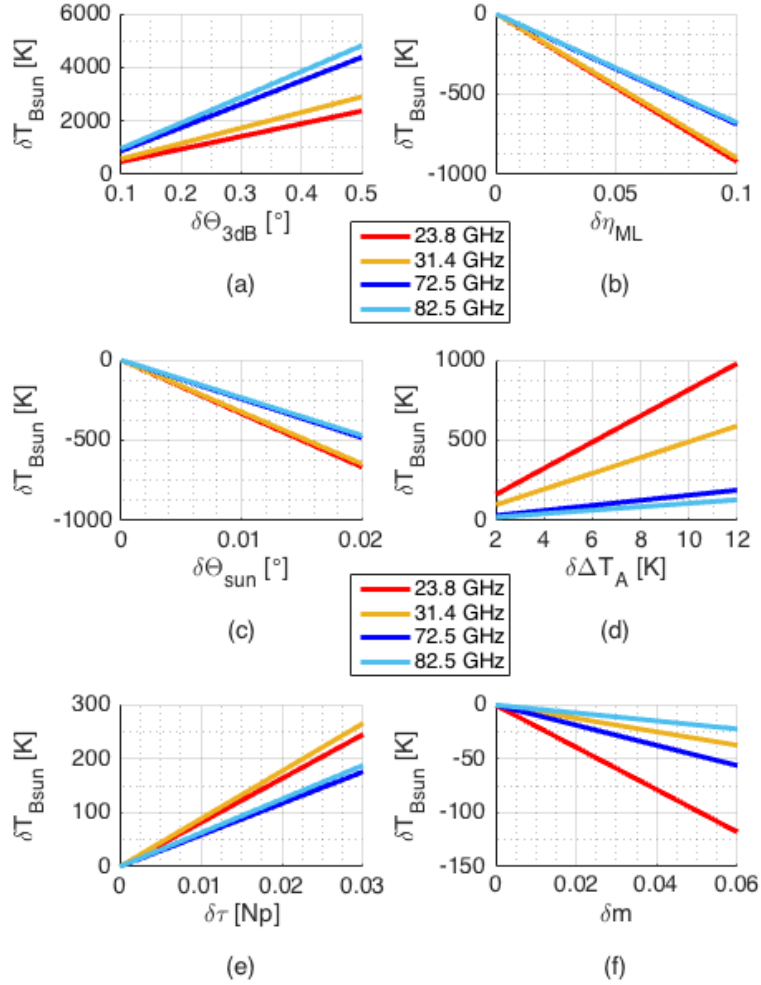 6000
4000
2000
0
δT_Bsun [K]
0.1 0.2 0.3 0.4 0.5
δΘ_3dB [°]
(a)
0
-500
-1000
δT_Bsun [K]
0 0.05 0.1
δη_ML
(b)
23.8 GHz
31.4 GHz
72.5 GHz
82.5 GHz
0
-500
-1000
δT_Bsun [K]
0 0.01 0.02
δΘ_sun [°]
(c)
1000
500
0
δT_Bsun [K]
2 4 6 8 10 12
δΔT_A [K]
(d)
23.8 GHz
31.4 GHz
72.5 GHz
82.5 GHz
300
200
100
0
δT_Bsun [K]
0 0.01 0.02 0.03
δτ [Np]
(e)
0
-50
-100
-150
δT_Bsun [K]
0 0.02 0.04 0.06
δm
(f)